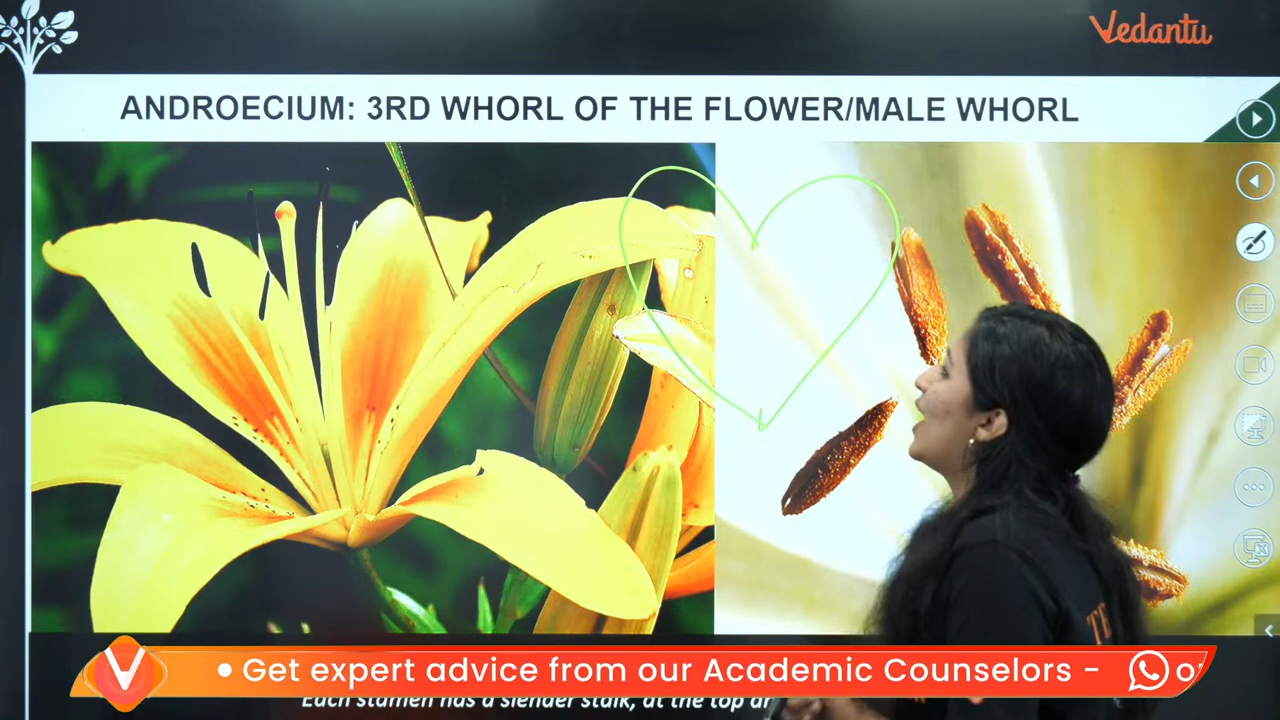 Vedantu
ANDROECIUM: 3RD WHORL OF THE FLOWER/MALE WHORL
TE
• Get expert advice from our Academic Counselors -
Each stamen has a slender stalk, at the top